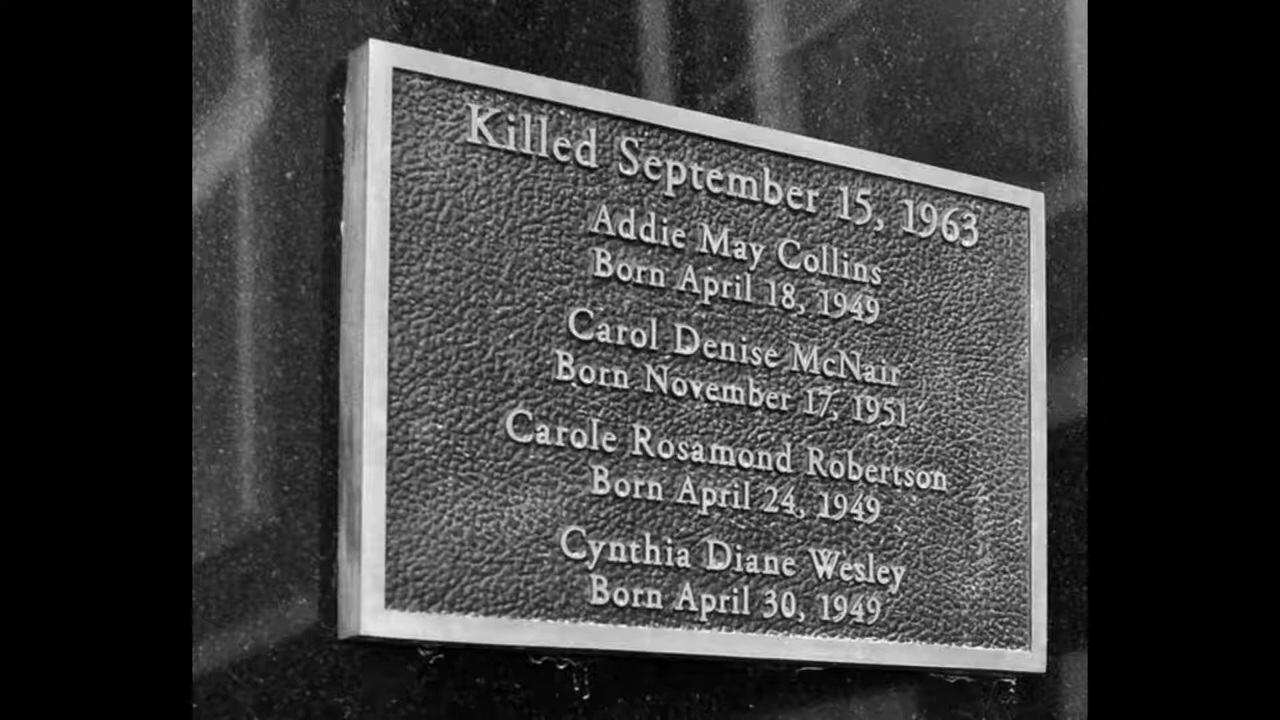 Killed September 15, 1963
Addie May Collins
Born April 18, 1949
Carol Denise McNair
Born November 17, 1951
Carole Rosamond Robertson
Born April 24, 1949
Cynthia Diane Wesley
Born April 30, 1949